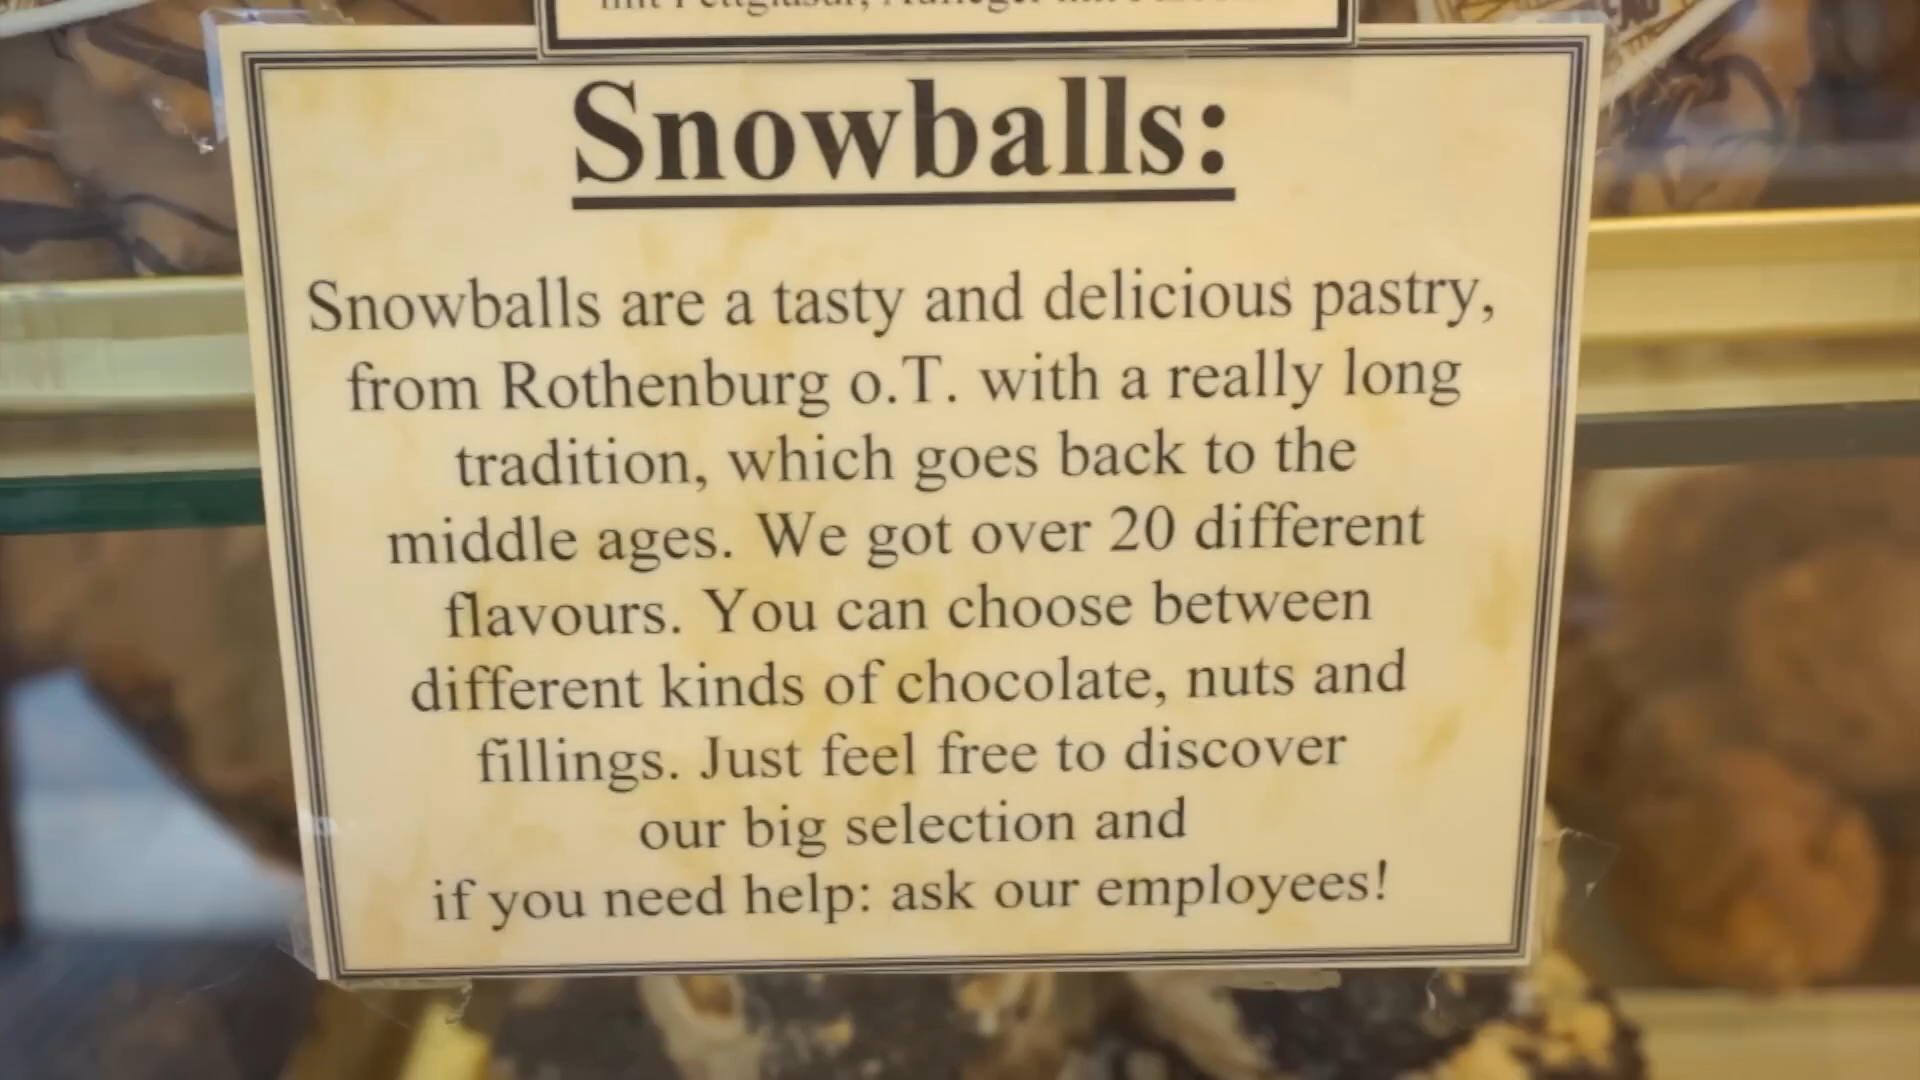 Snowballs:
Snowballs are a tasty and delicious pastry,
from Rothenburg o.T. with a really long
tradition, which goes back to the
middle ages. We got over 20 different
flavours. You can choose between
different kinds of chocolate, nuts and
fillings. Just feel free to discover
our big selection and
if you need help: ask our employees!